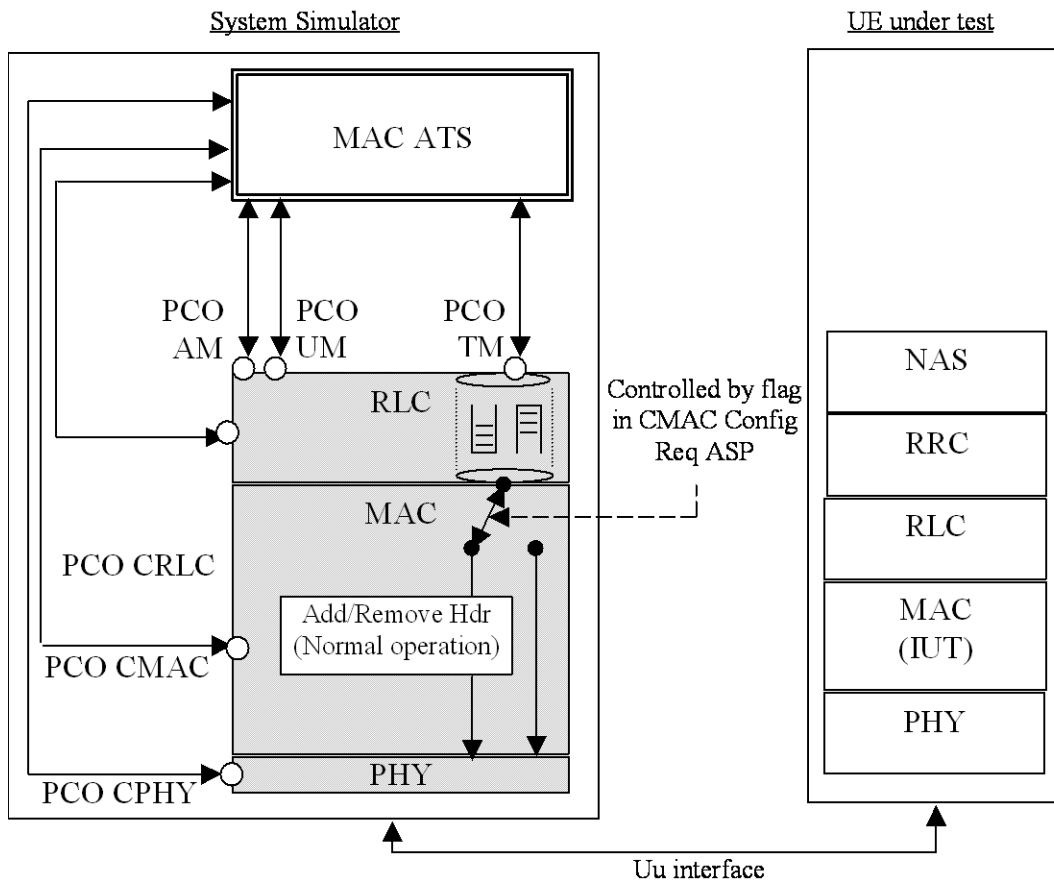 System Simulator
UE under test
MAC ATS
PCO
AM
PCO
UM
PCO
TM
RLC
Controlled by flag
in CMAC Config
Req ASP
MAC
PCO CRLC
Add/Remove Hdr
(Normal operation)
PCO CMAC
PHY
PCO CPHY
NAS
RRC
RLC
MAC
(IUT)
PHY
Uu interface